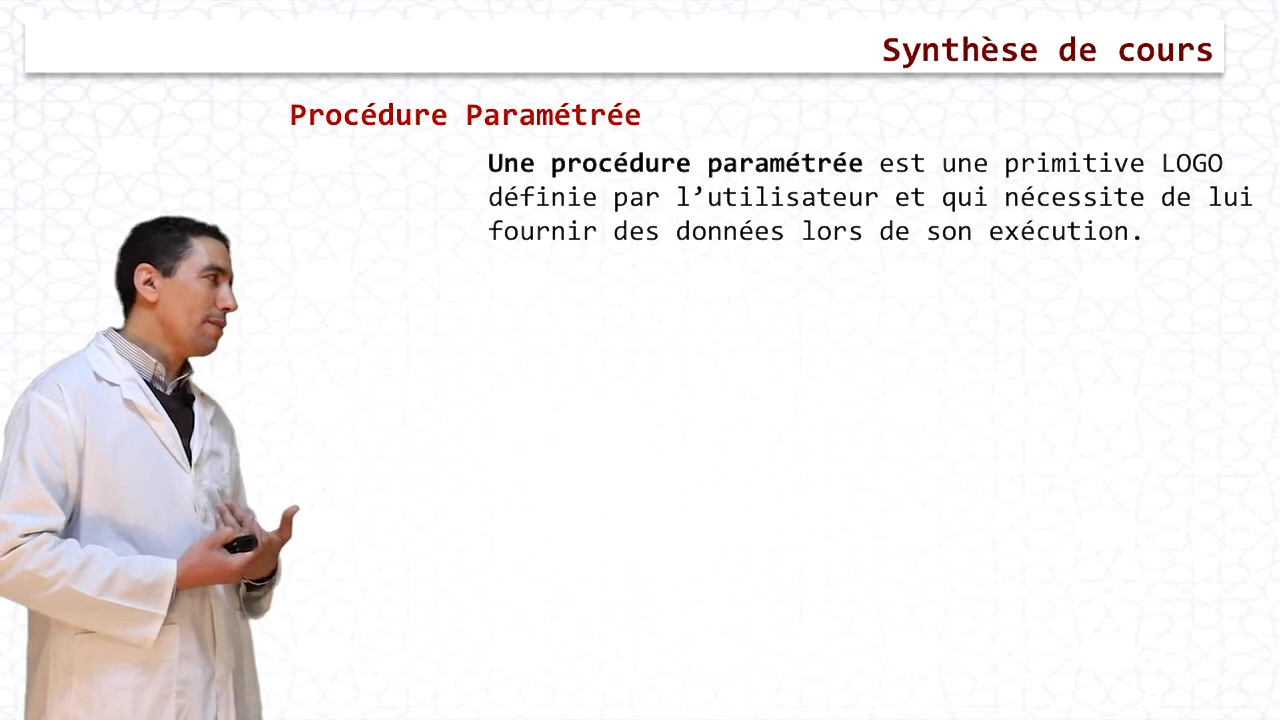 Synthèse de cours
Procédure Paramétrée
Une procédure paramétrée est une primitive LOGO
définie par l’utilisateur et qui nécessite de lui
fournir des données lors de son exécution.